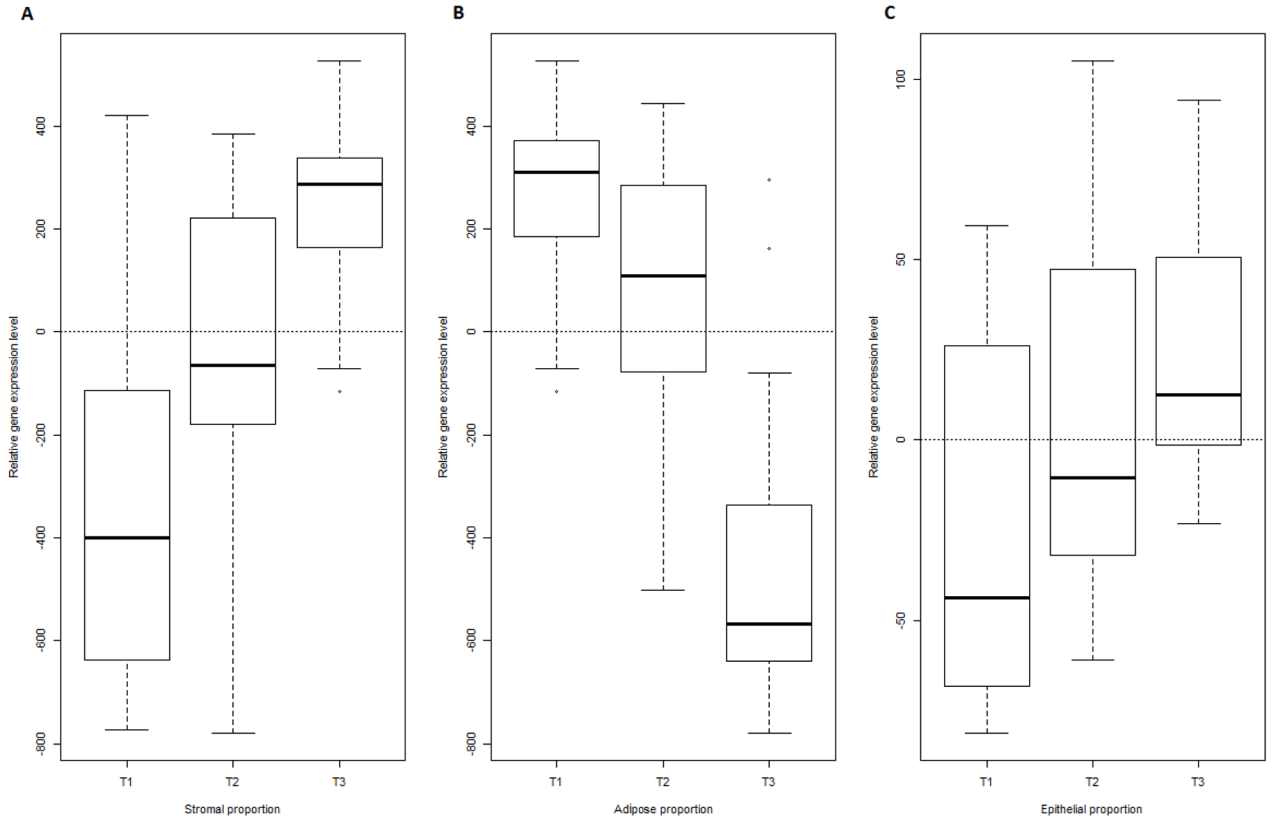 A
B
C
Relative gene expression level
400
200
0
-200
-400
-600
-800
T1
T2
T3
Stromal proportion
Relative gene expression level
400
200
0
-200
-400
-600
-800
T1
T2
T3
Adipose proportion
Relative gene expression level
100
50
0
-50
T1
T2
T3
Epithelial proportion